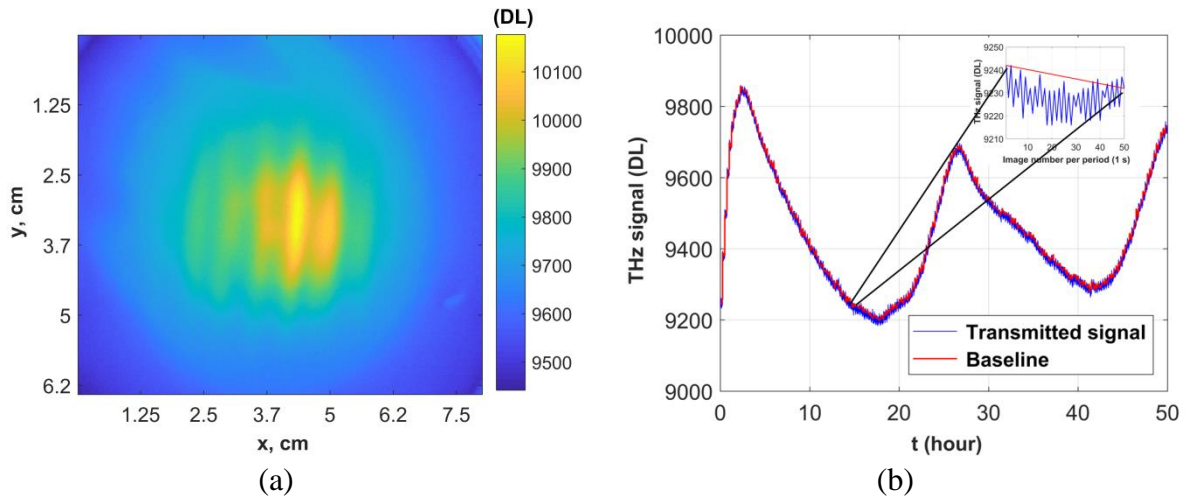 (DL)
10100
10000
9900
9800
9700
9600
9500
1.25
2.5
3.7
5
6.2
y, cm
1.25 2.5 3.7 5 6.2 7.5
x, cm
(a)
10000
9800
9600
9400
9200
9000
THz signal (DL)
0 10 20 30 40 50
t (hour)
9250
9240
9230
9220
9210
THz signal (DL)
10 20 30 40 50
Image number per period (1 s)
Transmitted signal
Baseline
(b)